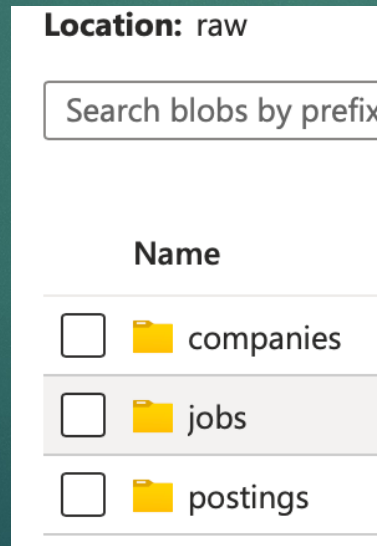 Location: raw
Search blobs by prefix
Name
companies
jobs
postings